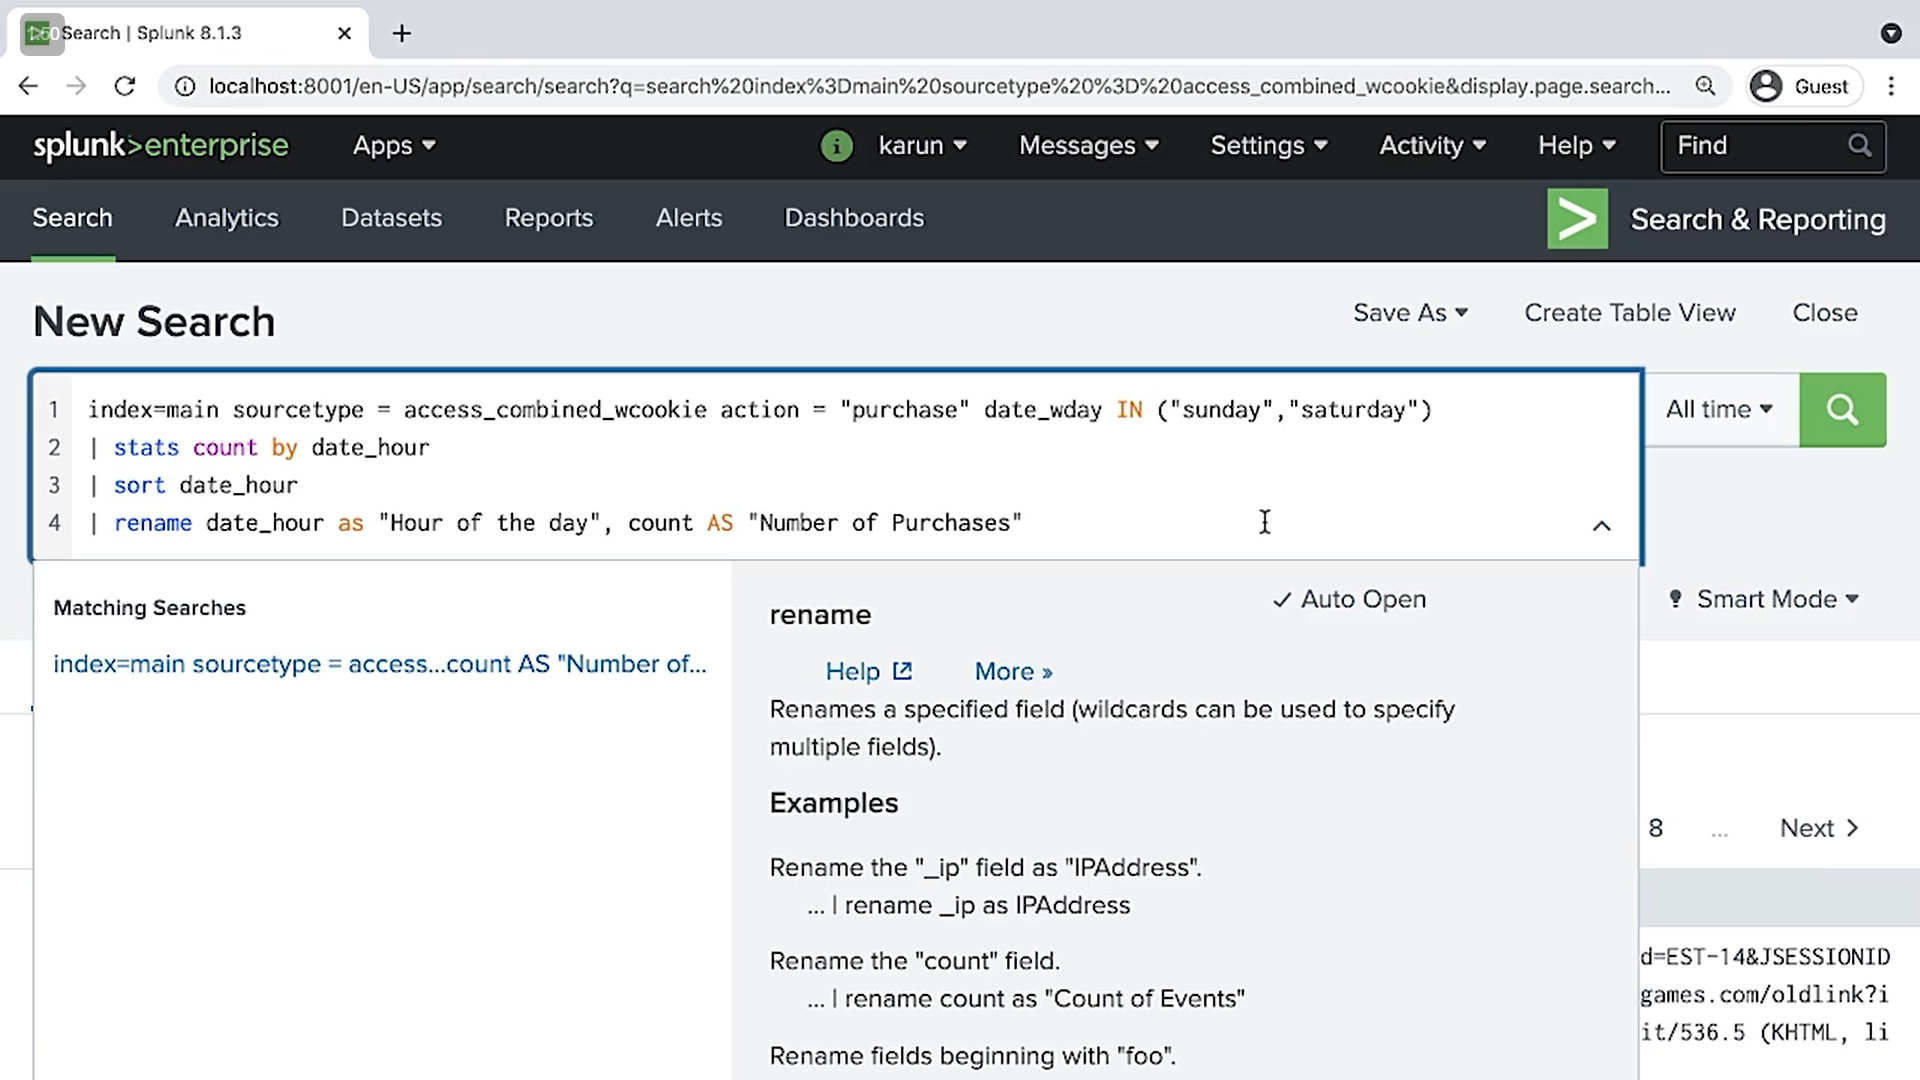 Search | Splunk 8.1.3
localhost:8001/en-US/app/search/search?q=search%20index%3Dmain%20sourcetype%20%3D%20access_combined_wcookie&display.page.search...
Guest
splunk>enterprise
Apps
i
karun
Messages
Settings
Activity
Help
Find
Search
Analytics
Datasets
Reports
Alerts
Dashboards
Search & Reporting
New Search
Save As
Create Table View
Close
1 index=main sourcetype = access_combined_wcookie action = "purchase" date_wday IN ("sunday","saturday")
2 | stats count by date_hour
3 | sort date_hour
4 | rename date_hour as "Hour of the day", count AS "Number of Purchases"
All time
Matching Searches
index=main sourcetype = access...count AS "Number of...
rename
Auto Open
Help
More »
Renames a specified field (wildcards can be used to specify
multiple fields).
Examples
Rename the "_ip" field as "IPAddress".
... | rename _ip as IPAddress
Rename the "count" field.
... | rename count as "Count of Events"
Rename fields beginning with "foo".
Smart Mode
8
...
Next
d=EST-14&JSESSIONID
games.com/oldlink?i
it/536.5 (KHTML, li